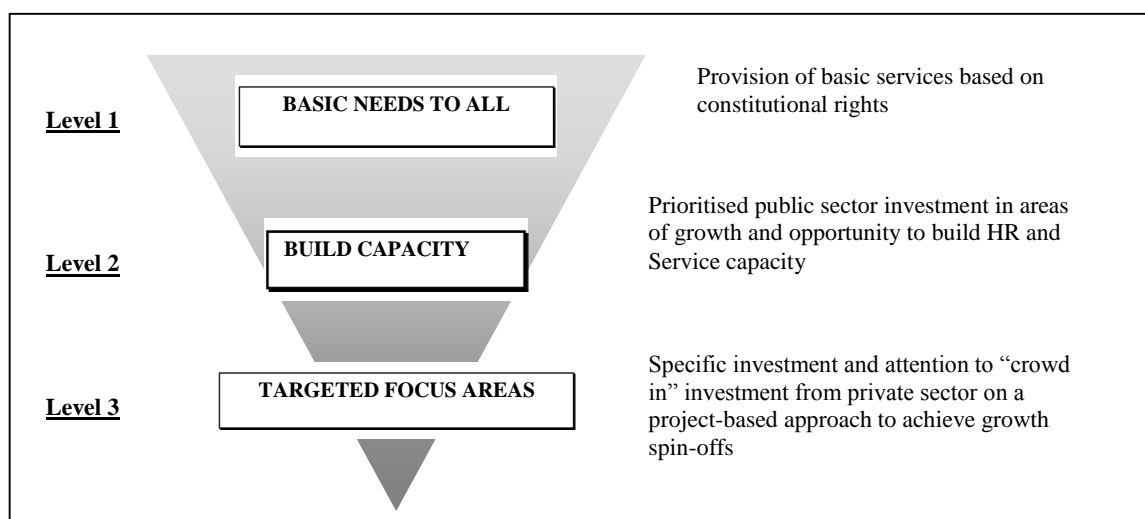 Level 1
BASIC NEEDS TO ALL
Provision of basic services based on
constitutional rights
Level 2
BUILD CAPACITY
Prioritised public sector investment in areas
of growth and opportunity to build HR and
Service capacity
Level 3
TARGETED FOCUS AREAS
Specific investment and attention to “crowd
in” investment from private sector on a
project-based approach to achieve growth
spin-offs